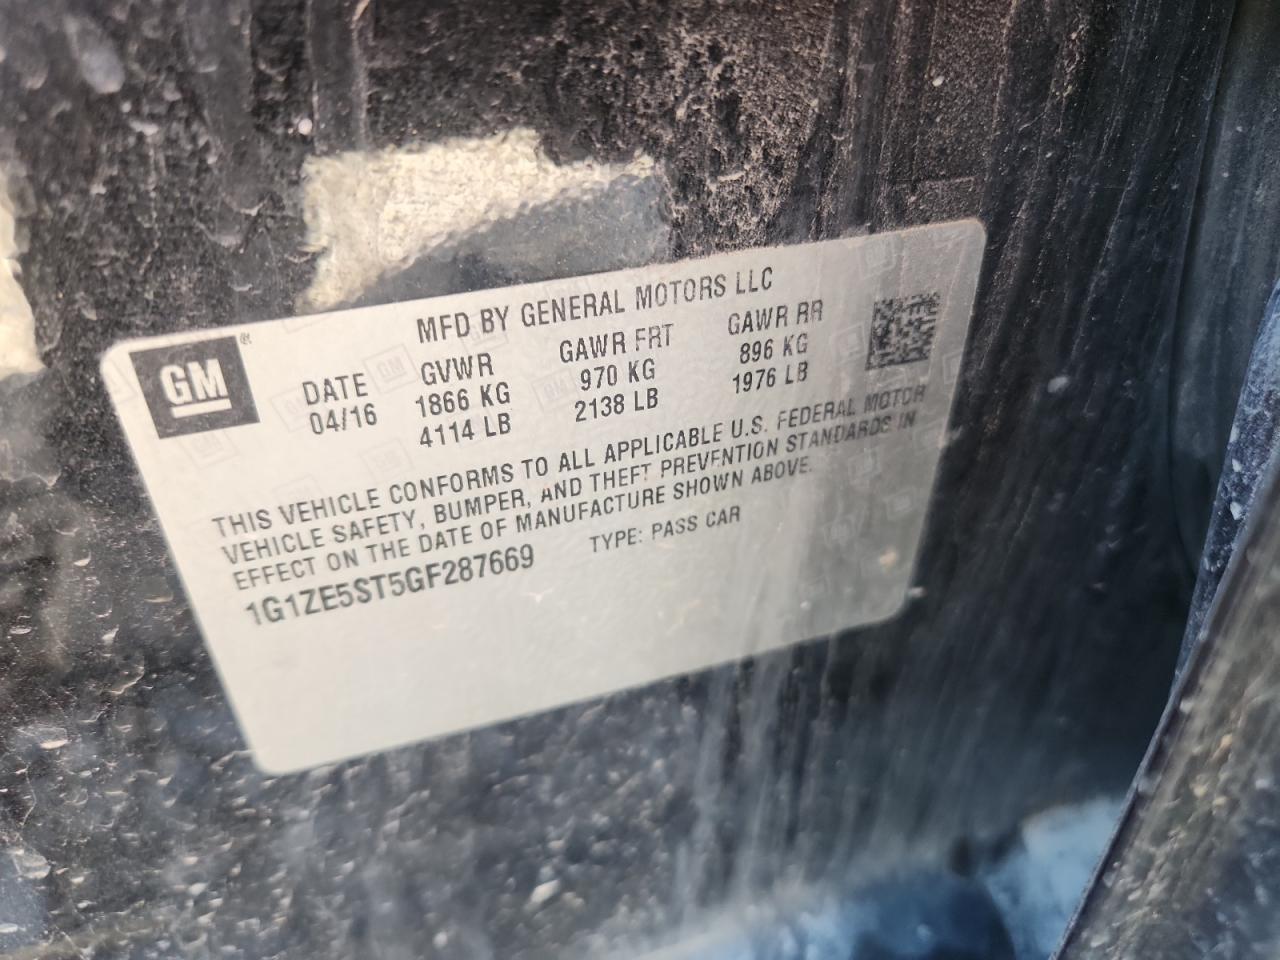 GM®
MFD BY GENERAL MOTORS LLC
DATE GVWR GAWR FRT GAWR RR
04/16 1866 KG 970 KG 896 KG
4114 LB 2138 LB 1976 LB
THIS VEHICLE CONFORMS TO ALL APPLICABLE U.S. FEDERAL MOTOR
VEHICLE SAFETY, BUMPER, AND THEFT PREVENTION STANDARDS IN
EFFECT ON THE DATE OF MANUFACTURE SHOWN ABOVE.
1G1ZE5ST5GF287669 TYPE: PASS CAR